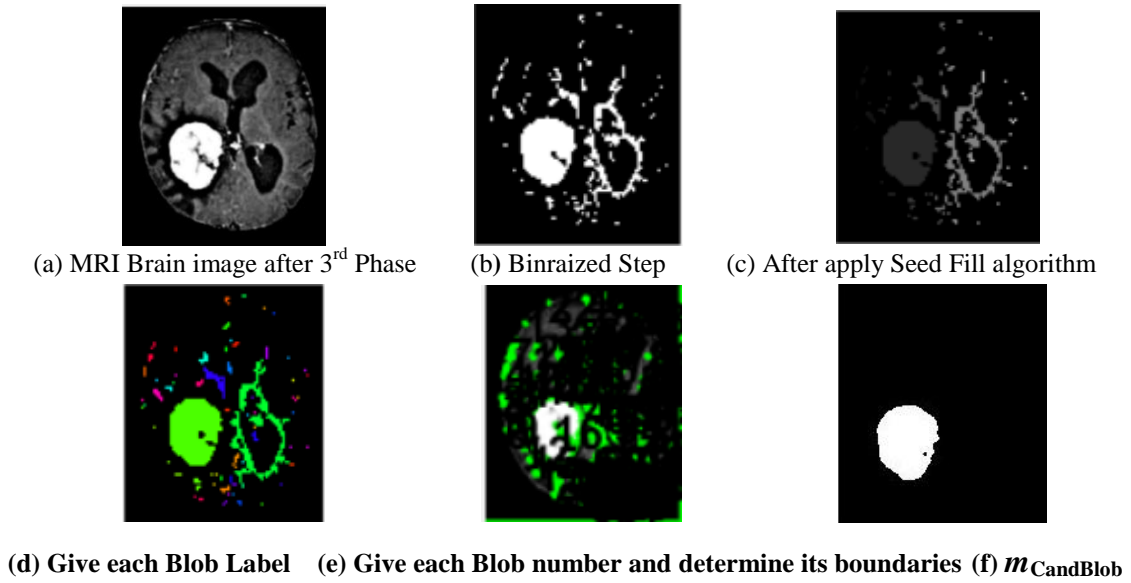 (a) MRI Brain image after 3rd Phase
(b) Binraized Step
(c) After apply Seed Fill algorithm
16
(d) Give each Blob Label
(e) Give each Blob number and determine its boundaries
(f) mCandBlob